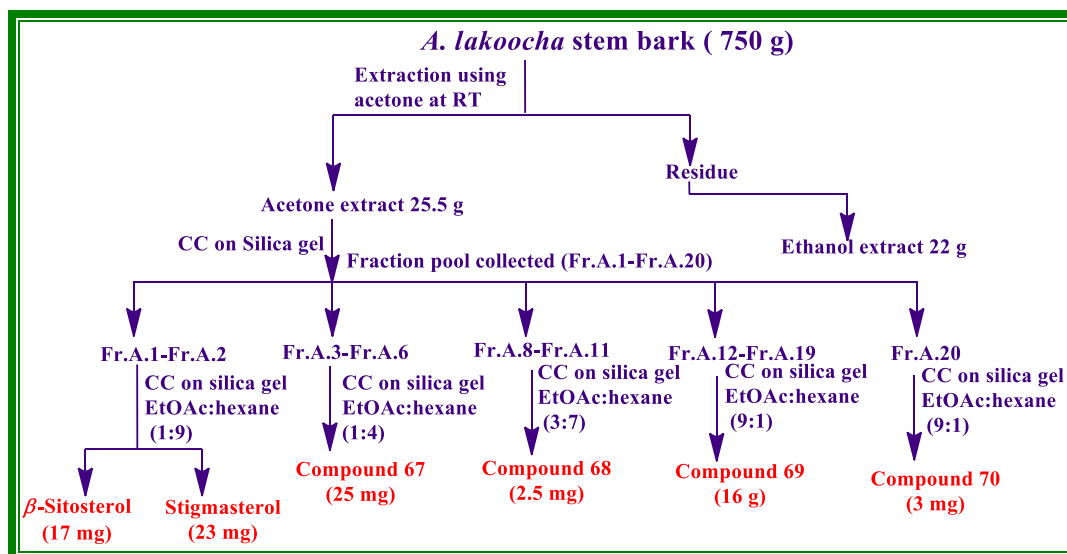 A. lakoocha stem bark ( 750 g)
Extraction using
acetone at RT
Residue
Acetone extract 25.5 g
CC on Silica gel
Ethanol extract 22 g
Fraction pool collected (Fr.A.1-Fr.A.20)
Fr.A.1-Fr.A.2
CC on silica gel
EtOAc:hexane
(1:9)
Fr.A.3-Fr.A.6
CC on silica gel
EtOAc:hexane
(1:4)
Fr.A.8-Fr.A.11
CC on silica gel
EtOAc:hexane
(3:7)
Fr.A.12-Fr.A.19
CC on silica gel
EtOAc:hexane
(9:1)
Fr.A.20
CC on silica gel
EtOAc:hexane
(9:1)
β-Sitosterol
(17 mg)
Stigmasterol
(23 mg)
Compound 67
(25 mg)
Compound 68
(2.5 mg)
Compound 69
(16 g)
Compound 70
(3 mg)